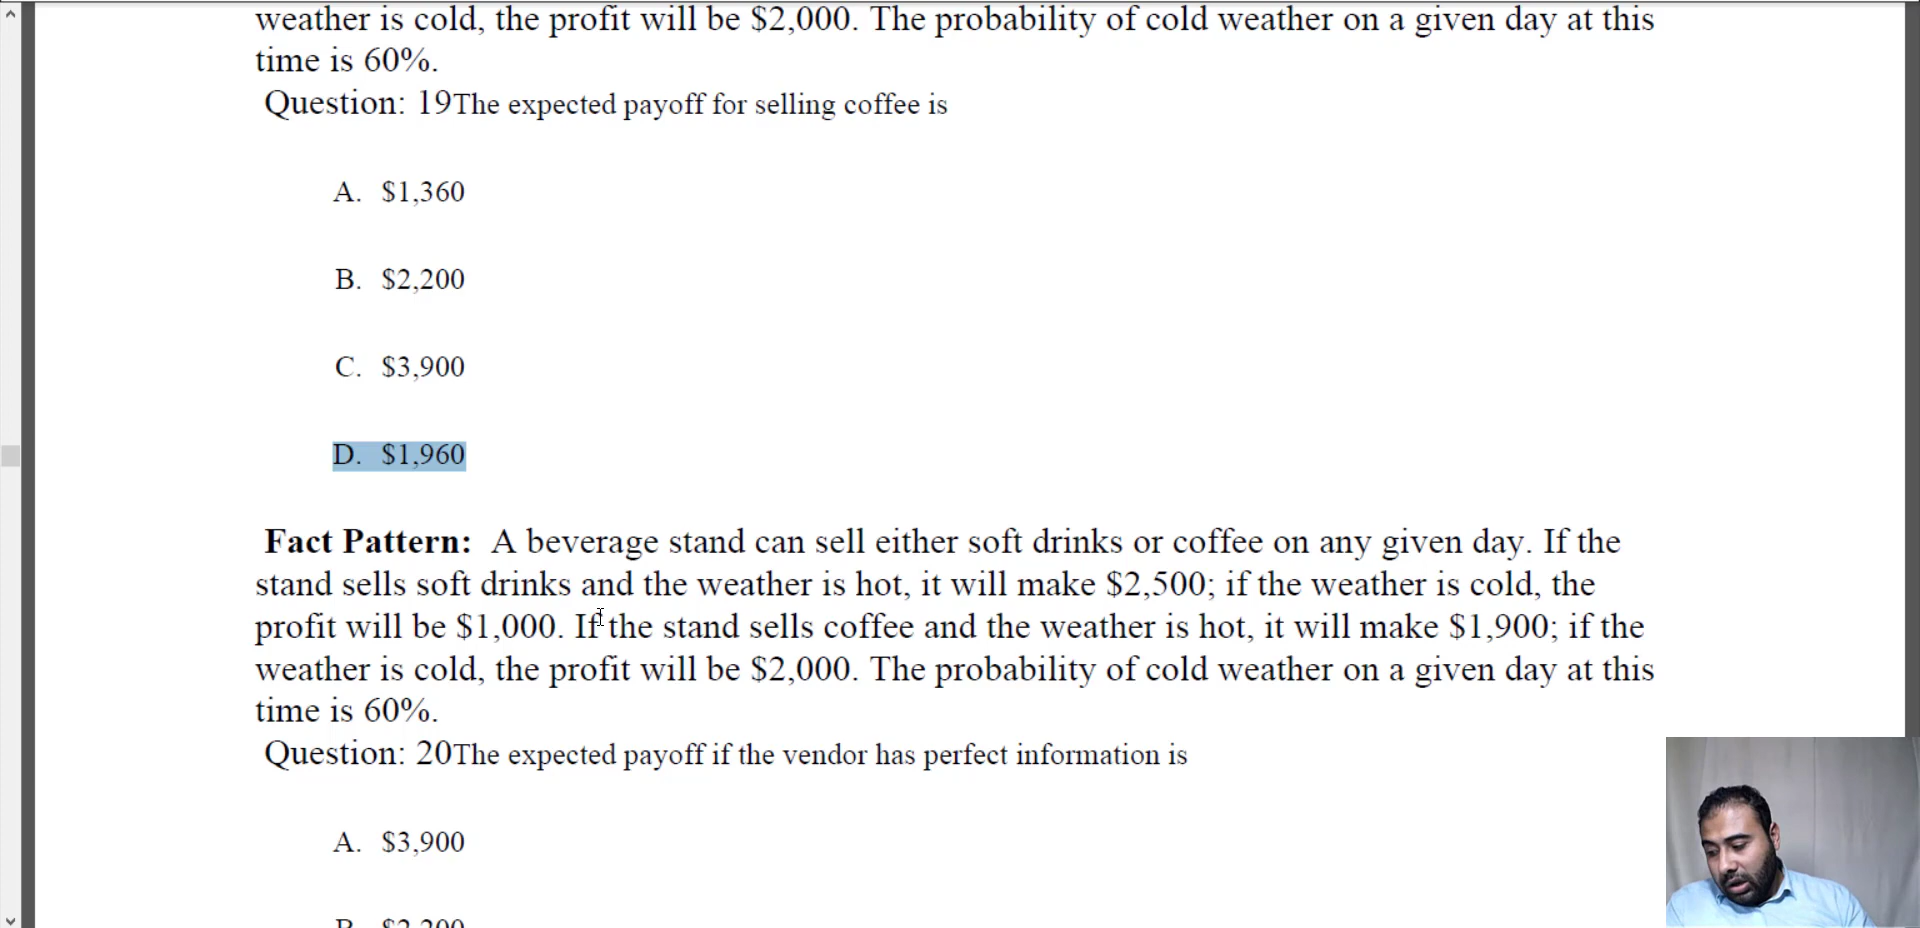 weather is cold, the profit will be $2,000. The probability of cold weather on a given day at this
time is 60%.
Question: 19The expected payoff for selling coffee is
A. $1,360
B. $2,200
C. $3,900
D. $1,960
Fact Pattern: A beverage stand can sell either soft drinks or coffee on any given day. If the
stand sells soft drinks and the weather is hot, it will make $2,500; if the weather is cold, the
profit will be $1,000. If the stand sells coffee and the weather is hot, it will make $1,900; if the
weather is cold, the profit will be $2,000. The probability of cold weather on a given day at this
time is 60%.
Question: 20The expected payoff if the vendor has perfect information is
A. $3,900
B. $2,200